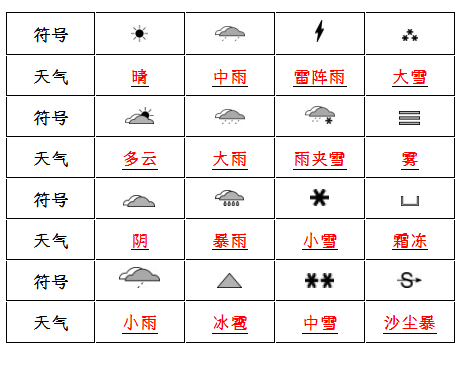 符号
天气 晴 中雨 雷阵雨 大雪
符号
天气 多云 大雨 雨夹雪 雾
符号
天气 阴 暴雨 小雪 霜冻
符号
天气 小雨 冰雹 中雪 沙尘暴